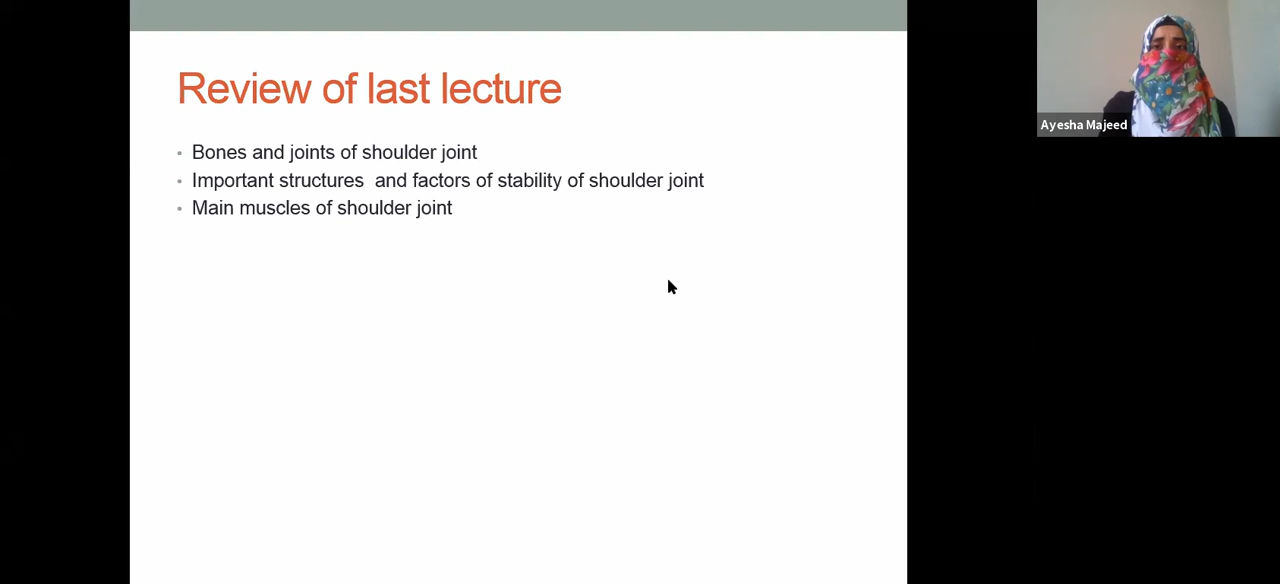 Review of last lecture
• Bones and joints of shoulder joint
• Important structures  and factors of stability of shoulder joint
• Main muscles of shoulder joint
Ayesha Majeed